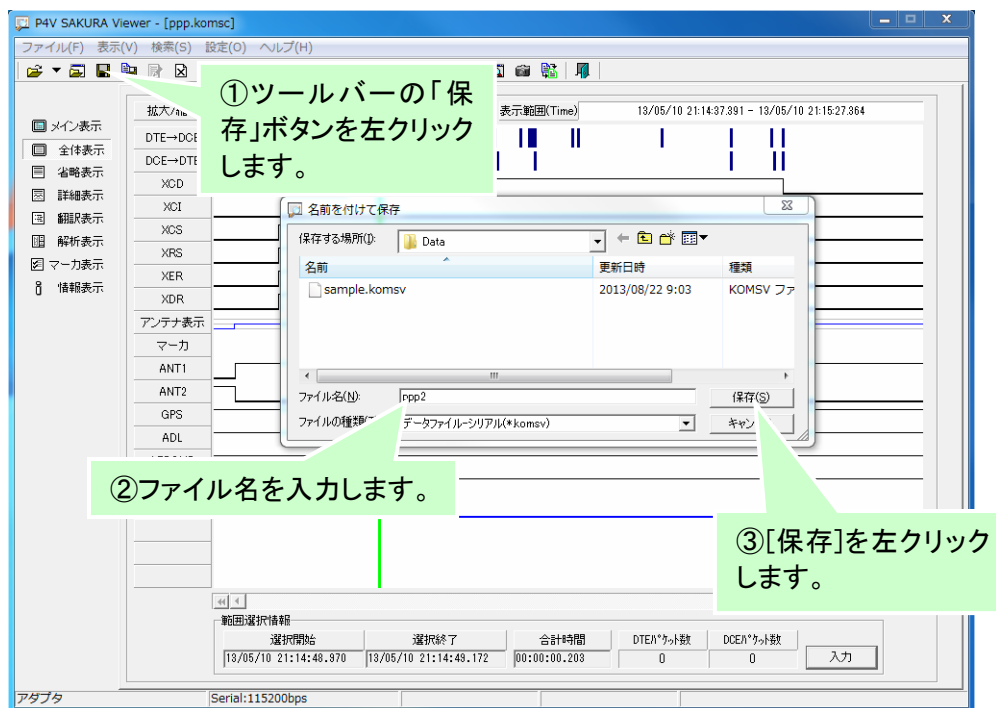 P4V SAKURA Viewer - [ppp.komsc]
ファイル(F) 表示(V) 検索(S) 設定(O) ヘルプ(H)
①ツールバーの「保
存」ボタンを左クリック
します。
メイン表示
全体表示
省略表示
詳細表示
翻訳表示
解析表示
マーカ表示
情報表示
拡大/
表示範囲(Time)
13/05/10 21:14:37.391 - 13/05/10 21:15:27.364
DTE→DCE
DCE→DTE
XCD
XCI
XCS
XRS
XER
XDR
アンテナ表示
マーカ
ANT1
ANT2
GPS
ADL
名前を付けて保存
保存する場所(I):
Data
名前
更新日時
種類
sample.komsv
2013/08/22 9:03
KOMSV ファ
ファイル名(N):
ppp2
保存(S)
ファイルの種類
データファイル-シリアル(*komsv)
キャン
②ファイル名を入力します。
③[保存]を左クリック
します。
範囲選択情報
選択開始
選択終了
合計時間
DTEパケット数
DCEパケット数
13/05/10 21:14:48.970
13/05/10 21:14:49.172
00:00:00.203
0
0
入力
アダプタ
Serial:115200bps